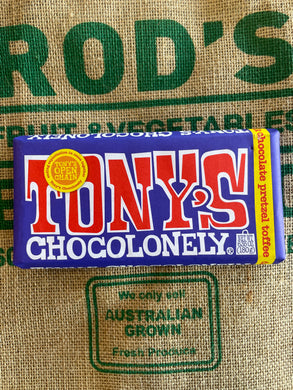 ROD'S
& VEGETABLES
TONY'S CHOCOLONELY
TONY'S
OPEN
CHAIN
TONY'S
CHOCOLONELY
chocolate pretzel toffee
180g
We only sell
AUSTRALIAN
GROWN
Fresh Produce